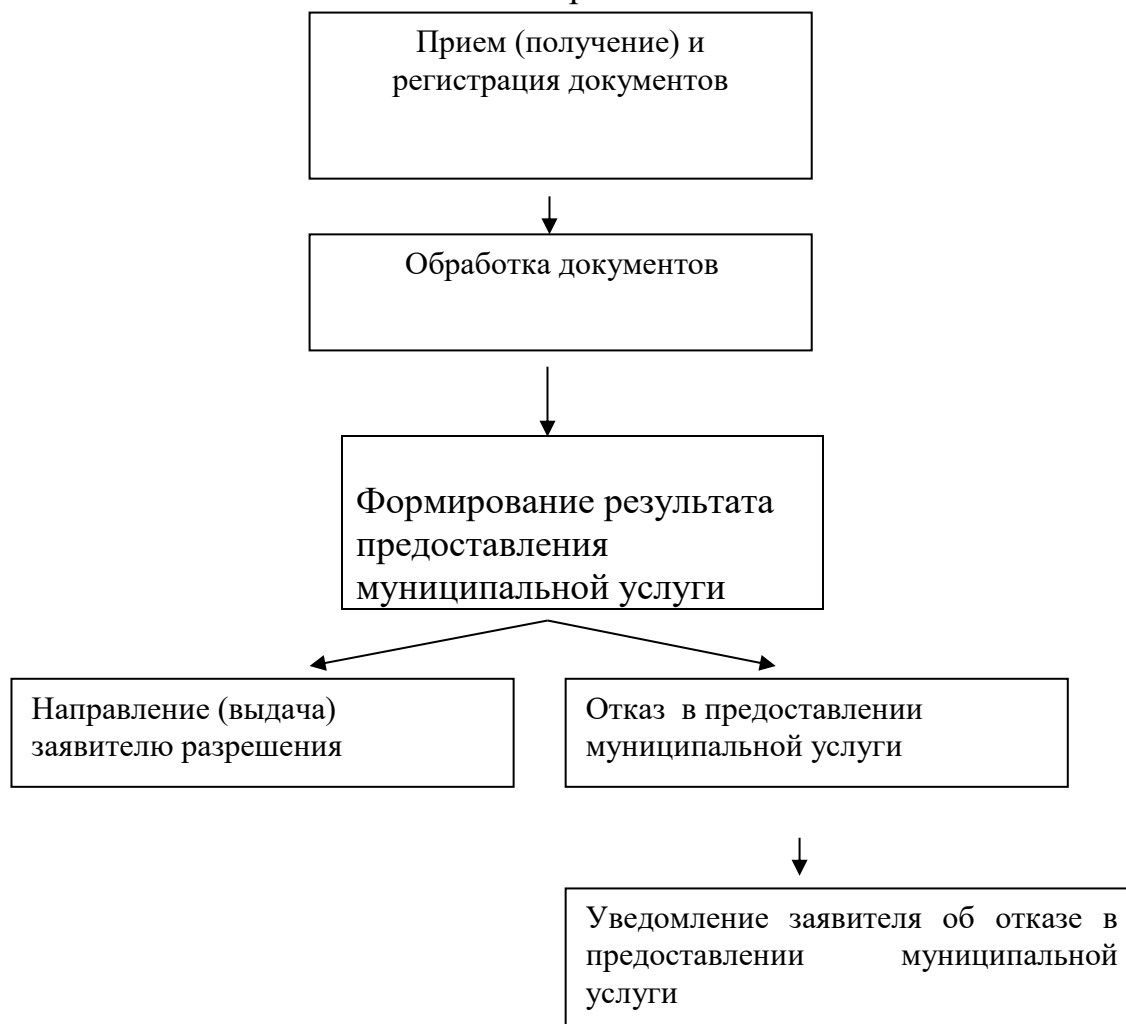 Прием (получение) и
регистрация документов
Обработка документов
Формирование результата
предоставления
муниципальной услуги
Направление (выдача)
заявителю разрешения
Отказ в предоставлении
муниципальной услуги
Уведомление заявителя об отказе в
предоставлении муниципальной
услуги